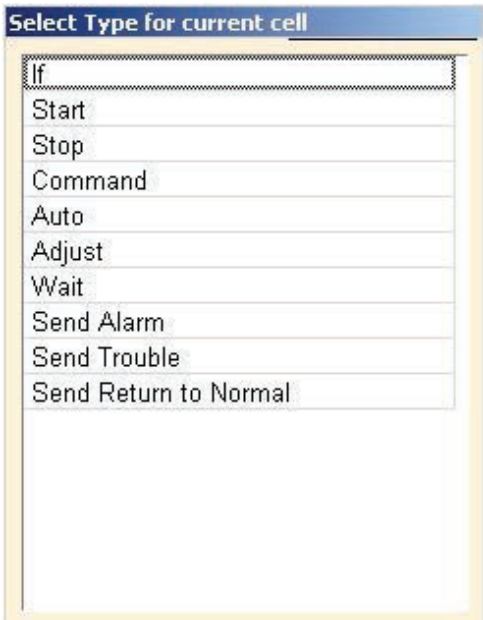 Select Type for current cell
If
Start
Stop
Command
Auto
Adjust
Wait
Send Alarm
Send Trouble
Send Return to Normal